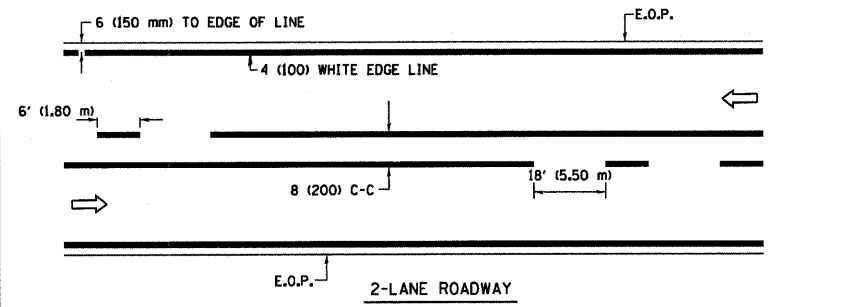 6 (150 mm) TO EDGE OF LINE
E.O.P.
4 (100) WHITE EDGE LINE
6' (1.80 m)
8 (200) C-C
18' (5.50 m)
E.O.P.
2-LANE ROADWAY